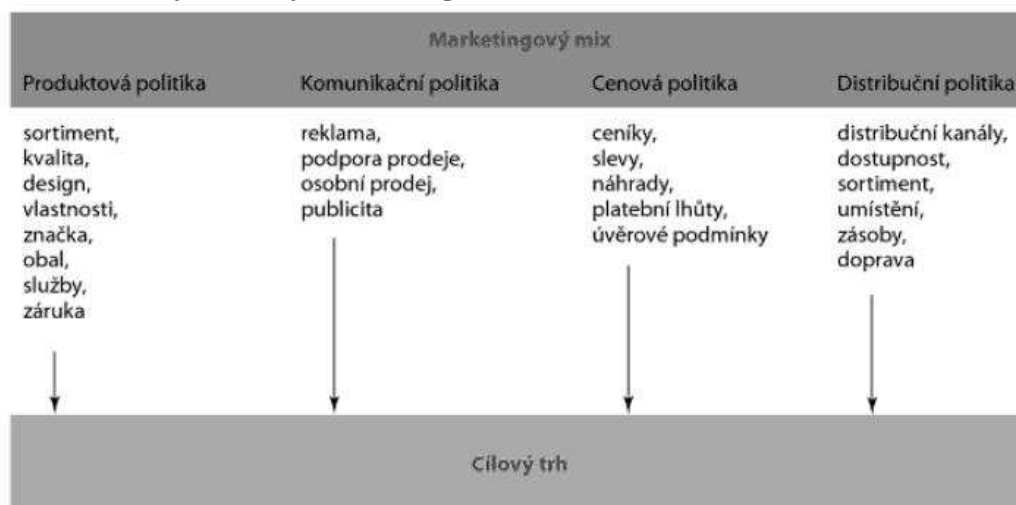 Marketingový mix
Produktová politika
Komunikační politika
Cenová politika
Distribuční politika
sortiment,
kvalita,
design,
vlastnosti,
značka,
obal,
služby,
záruka
reklama,
podpora prodeje,
osobní prodej,
publicita
ceníky,
slevy,
náhrady,
platební lhůty,
úvěrové podmínky
distribuční kanály,
dostupnost,
sortiment,
umístění,
zásoby,
doprava
Cílový trh